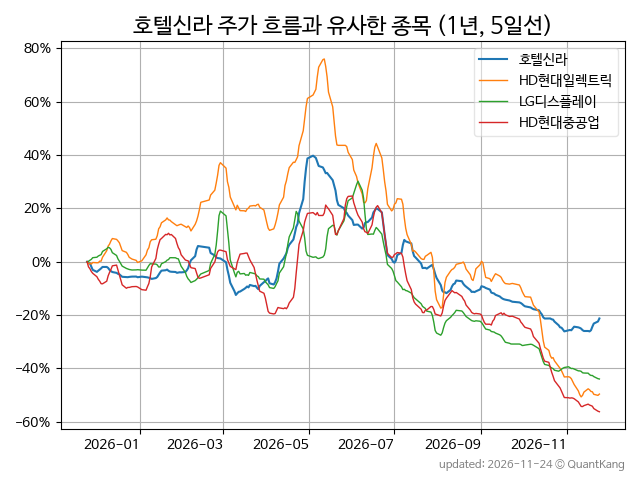 호텔신라 주가 흐름과 유사한 종목 (1년, 5일선)
호텔신라
HD현대일렉트릭
LG디스플레이
HD현대중공업
80%
60%
40%
20%
0%
−20%
−40%
−60%
2026-01 2026-03 2026-05 2026-07 2026-09 2026-11
updated: 2026-11-24 © QuantKang